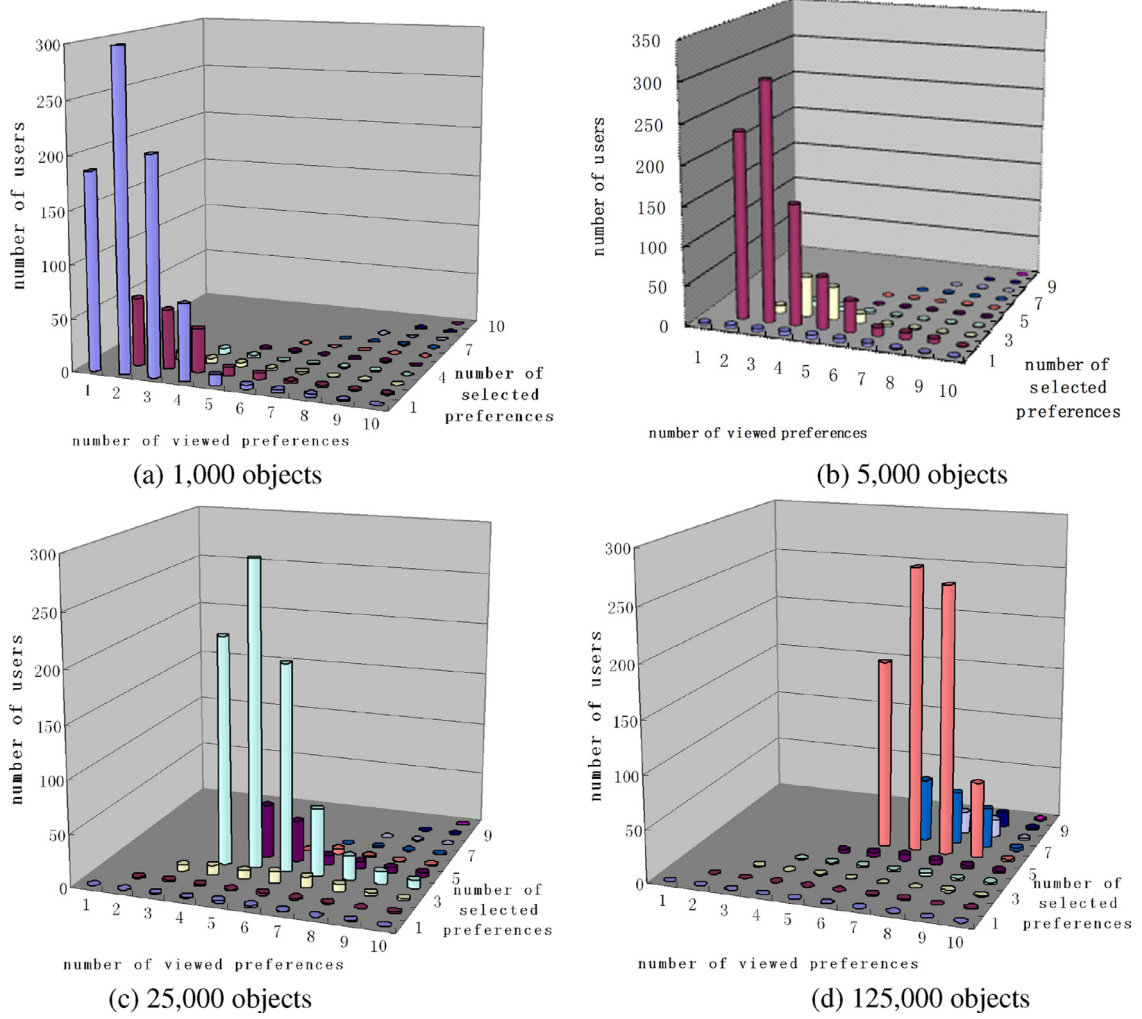 300
250
200
150
100
50
0
number of users
1 2 3 4 5 6 7 8 9 10
number of viewed preferences
1
4
7
10
number of
selected
preferences
(a) 1,000 objects
350
300
250
200
150
100
50
0
number of users
1 2 3 4 5 6 7 8 9 10
number of viewed preferences
1
3
5
7
9
number of
selected
preferences
(b) 5,000 objects
300
250
200
150
100
50
0
number of users
1 2 3 4 5 6 7 8 9 10
number of viewed preferences
1
3
5
7
9
number of
selected
preferences
(c) 25,000 objects
300
250
200
150
100
50
0
number of users
1 2 3 4 5 6 7 8 9 10
number of viewed preferences
1
3
5
7
9
number of
selected
preferences
(d) 125,000 objects